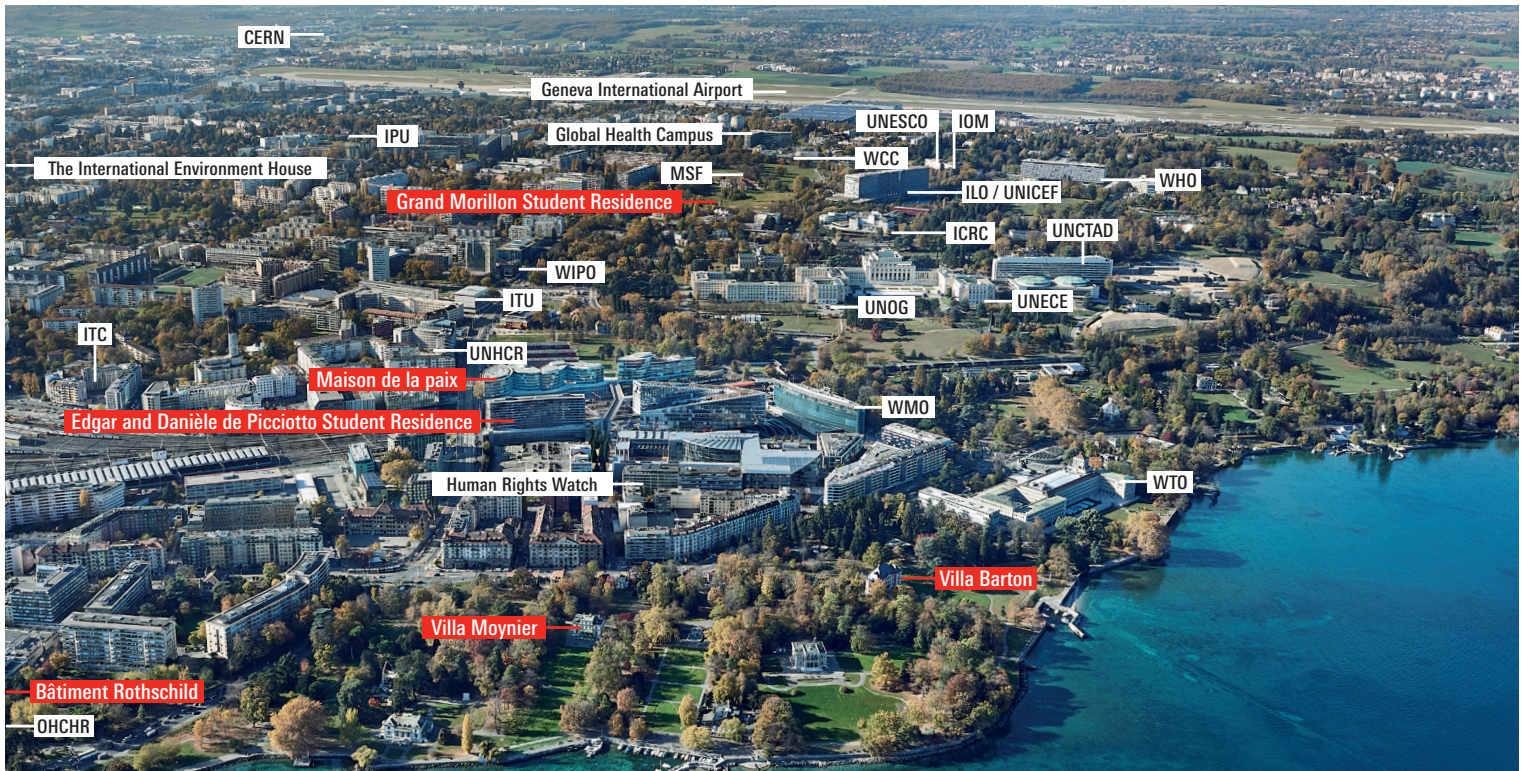 CERN
Geneva International Airport
UNESCO
IOM
IPU
Global Health Campus
WCC
The International Environment House
MSF
WHO
ILO / UNICEF
Grand Morillon Student Residence
ICRC
UNCTAD
WIPO
ITU
UNOG
UNECE
ITC
UNHCR
Maison de la paix
WMO
Edgar and Danièle de Picciotto Student Residence
Human Rights Watch
WTO
Villa Barton
Villa Moynier
Bâtiment Rothschild
OHCHR